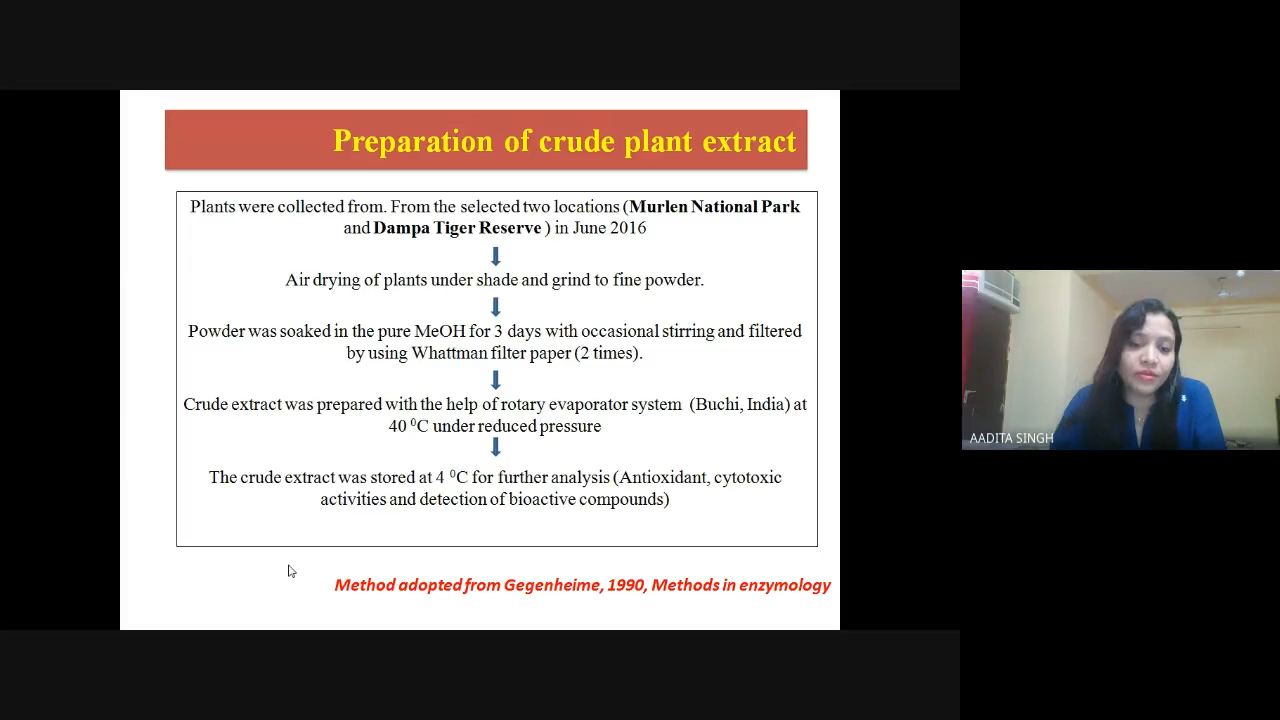 Preparation of crude plant extract
Plants were collected from. From the selected two locations (Murlen National Park
and Dampa Tiger Reserve ) in June 2016
Air drying of plants under shade and grind to fine powder.
Powder was soaked in the pure MeOH for 3 days with occasional stirring and filtered
by using Whattman filter paper (2 times).
Crude extract was prepared with the help of rotary evaporator system (Buchi, India) at
40 ⁰C under reduced pressure
The crude extract was stored at 4 ⁰C for further analysis (Antioxidant, cytotoxic
activities and detection of bioactive compounds)
Method adopted from Gegenheime, 1990, Methods in enzymology
AADITA SINGH